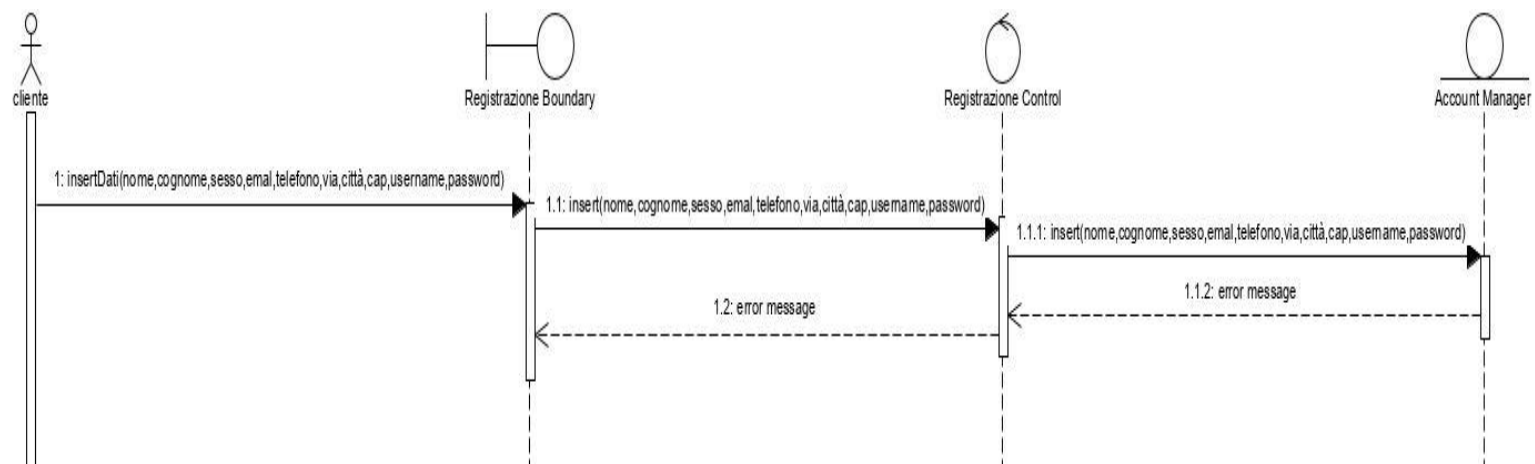 cliente
Registrazione Boundary
Registrazione Control
Account Manager
1: insertDati(nome,cognome,sesso,emal,telefono,via,città,cap,username,password)
1.1: insert(nome,cognome,sesso,emal,telefono,via,città,cap,username,password)
1.1.1: insert(nome,cognome,sesso,emal,telefono,via,città,cap,username,password)
1.1.2: error message
1.2: error message